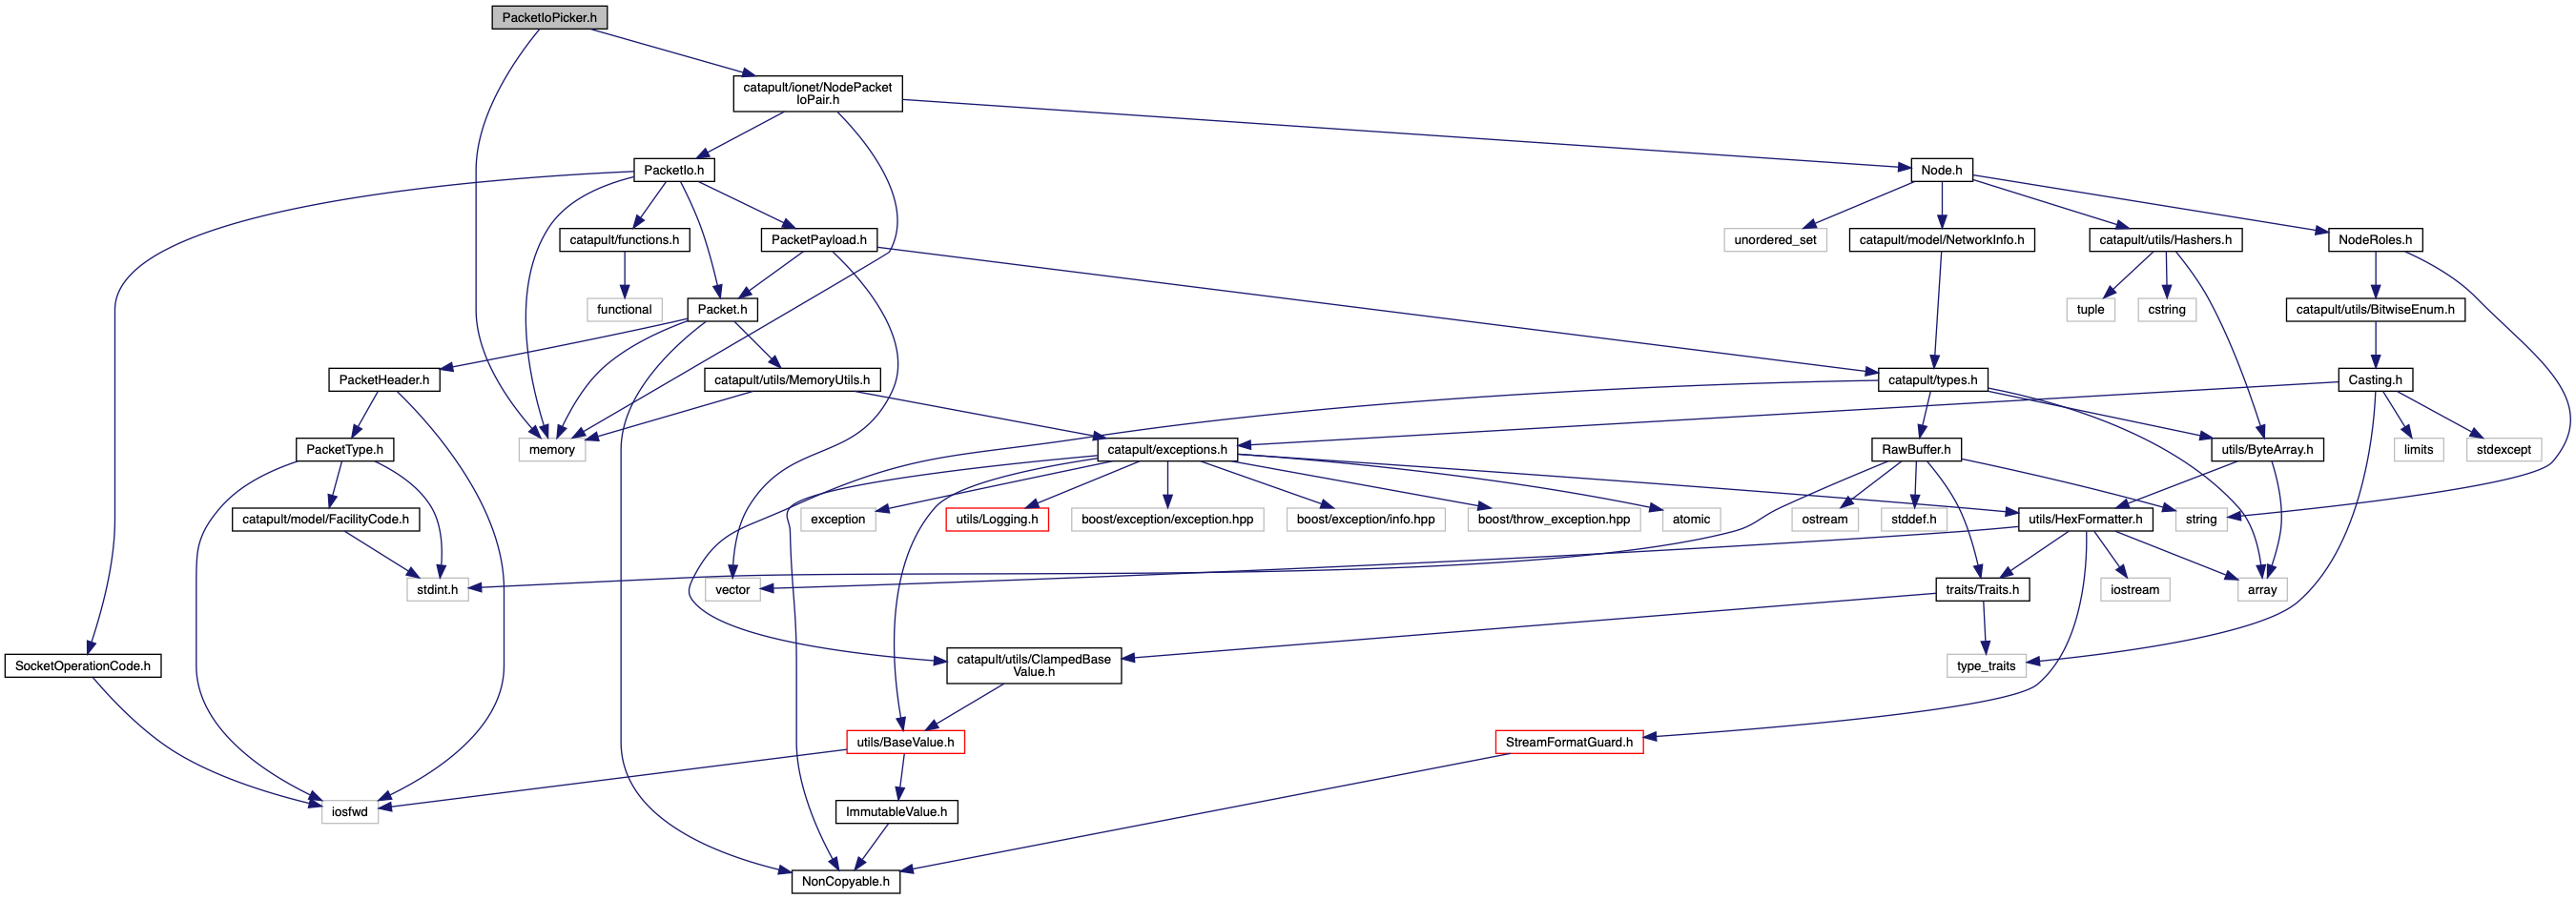 PacketIoPicker.h
catapult/ionet/NodePacket
IoPair.h
PacketIo.h
Node.h
catapult/functions.h
PacketPayload.h
unordered_set
catapult/model/NetworkInfo.h
catapult/utils/Hashers.h
NodeRoles.h
functional
Packet.h
tuple
cstring
catapult/utils/BitwiseEnum.h
PacketHeader.h
catapult/utils/MemoryUtils.h
catapult/types.h
Casting.h
PacketType.h
memory
catapult/exceptions.h
RawBuffer.h
utils/ByteArray.h
limits
stdexcept
catapult/model/FacilityCode.h
exception
utils/Logging.h
boost/exception/exception.hpp
boost/exception/info.hpp
boost/throw_exception.hpp
atomic
ostream
stddef.h
utils/HexFormatter.h
string
stdint.h
vector
traits/Traits.h
iostream
array
SocketOperationCode.h
catapult/utils/ClampedBase
Value.h
type_traits
utils/BaseValue.h
StreamFormatGuard.h
iosfwd
ImmutableValue.h
NonCopyable.h